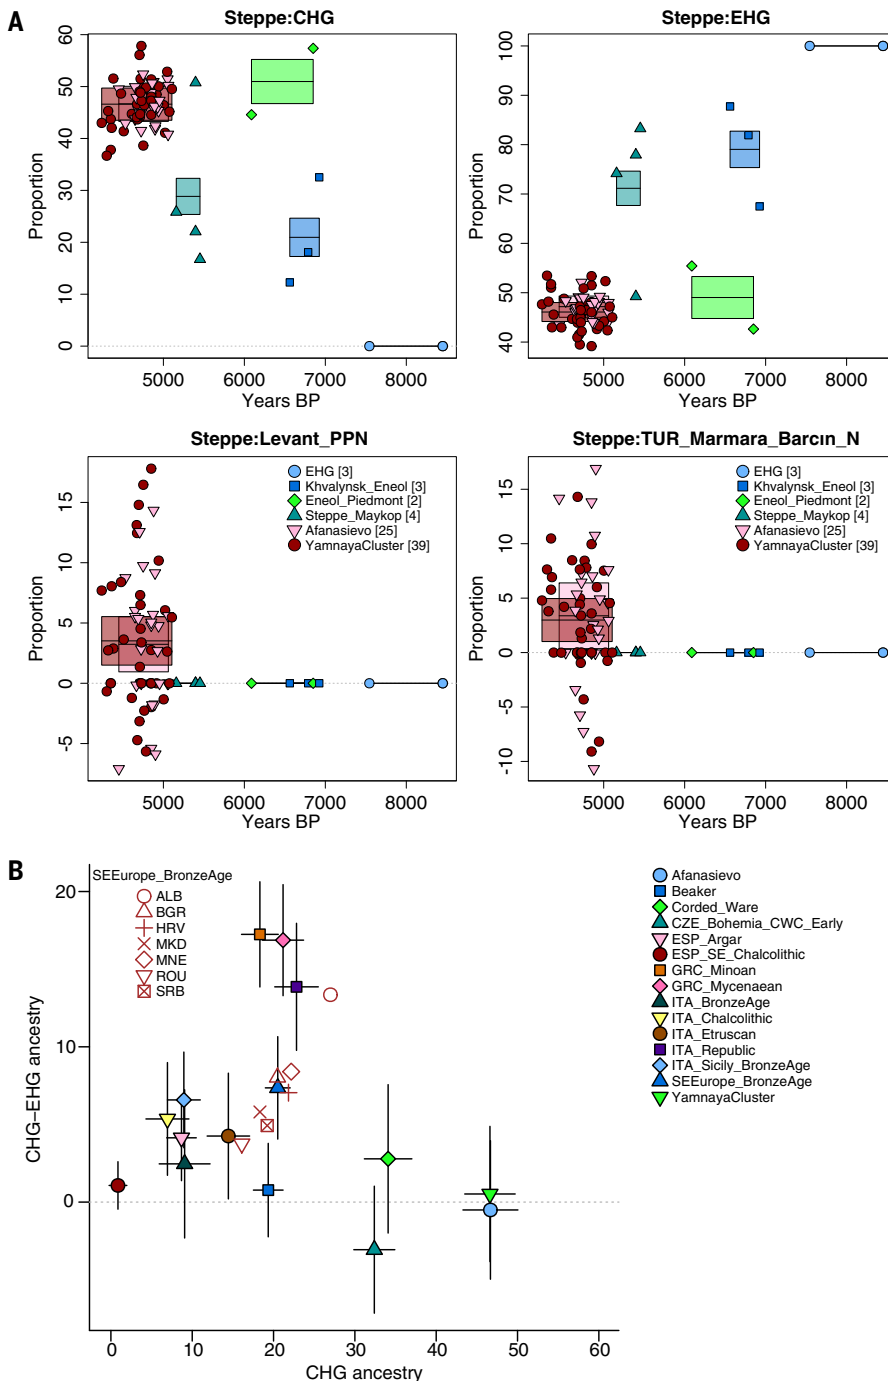 A
Steppe:CHG
Proportion
60
50
40
30
20
10
0
5000 6000 7000 8000
Years BP
Steppe:EHG
Proportion
100
90
80
70
60
50
40
5000 6000 7000 8000
Years BP
Steppe:Levant_PPN
EHG [3]
Khvalynsk_Eneol [3]
Eneol_Piedmont [2]
Steppe_Maykop [4]
Afanasievo [25]
YamnayaCluster [39]
Proportion
15
10
5
0
-5
5000 6000 7000 8000
Years BP
Steppe:TUR_Marmara_Barcın_N
EHG [3]
Khvalynsk_Eneol [3]
Eneol_Piedmont [2]
Steppe_Maykop [4]
Afanasievo [25]
YamnayaCluster [39]
Proportion
15
10
5
0
-5
-10
5000 6000 7000 8000
Years BP
B
SEEurope_BronzeAge
ALB
BGR
HRV
MKD
MNE
ROU
SRB
CHG–EHG ancestry
20
10
0
0 10 20 30 40 50 60
CHG ancestry
Afanasievo
Beaker
Corded_Ware
CZE_Bohemia_CWC_Early
ESP_Argar
ESP_SE_Chalcolithic
GRC_Minoan
GRC_Mycenaean
ITA_BronzeAge
ITA_Chalcolithic
ITA_Etruscan
ITA_Republic
ITA_Sicily_BronzeAge
SEEurope_BronzeAge
YamnayaCluster